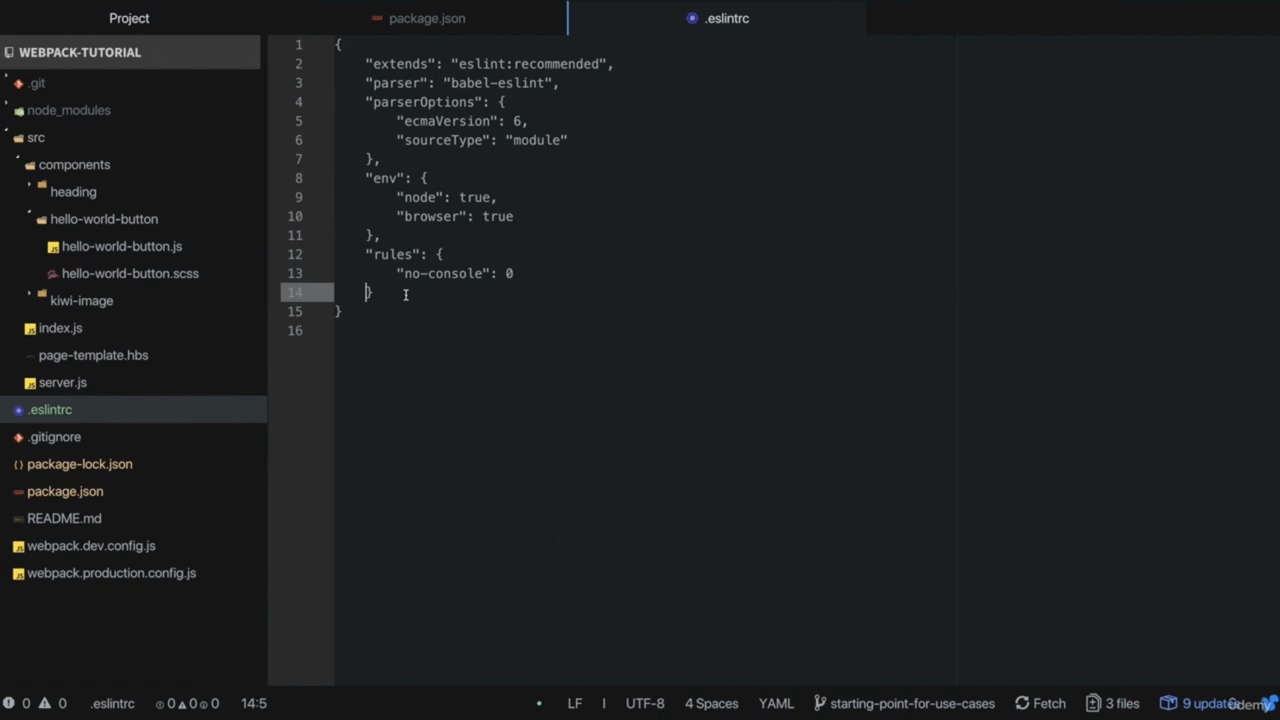 Project
package.json
.eslintrc
WEBPACK-TUTORIAL
.git
node_modules
src
components
heading
hello-world-button
hello-world-button.js
hello-world-button.scss
kiwi-image
index.js
page-template.hbs
server.js
.eslintrc
.gitignore
package-lock.json
package.json
README.md
webpack.dev.config.js
webpack.production.config.js
1 {
2 "extends": "eslint:recommended",
3 "parser": "babel-eslint",
4 "parserOptions": {
5 "ecmaVersion": 6,
6 "sourceType": "module"
7 },
8 "env": {
9 "node": true,
10 "browser": true
11 },
12 "rules": {
13 "no-console": 0
14 }
15 }
16
0 0 .eslintrc 0 0 0 14:5 LF UTF-8 4 Spaces YAML starting-point-for-use-cases Fetch 3 files 9 updates
Udemy